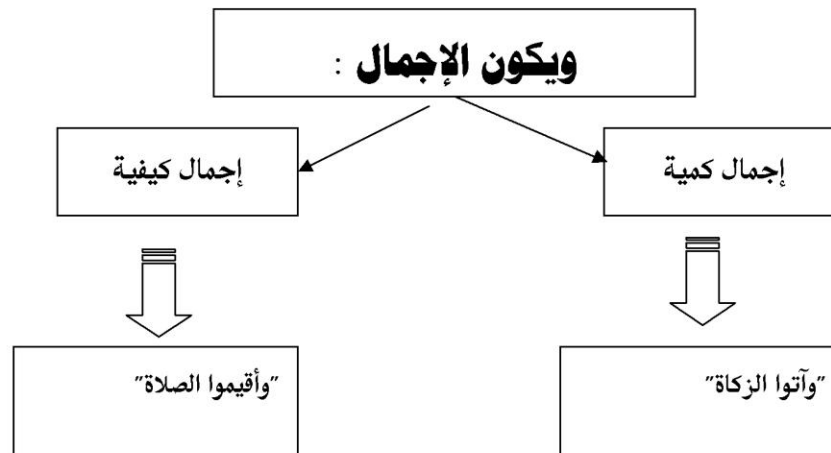 ويكون الإجمال :
إجمال كمية
إجمال كيفية
"وآتوا الزكاة"
"وأقيموا الصلاة"